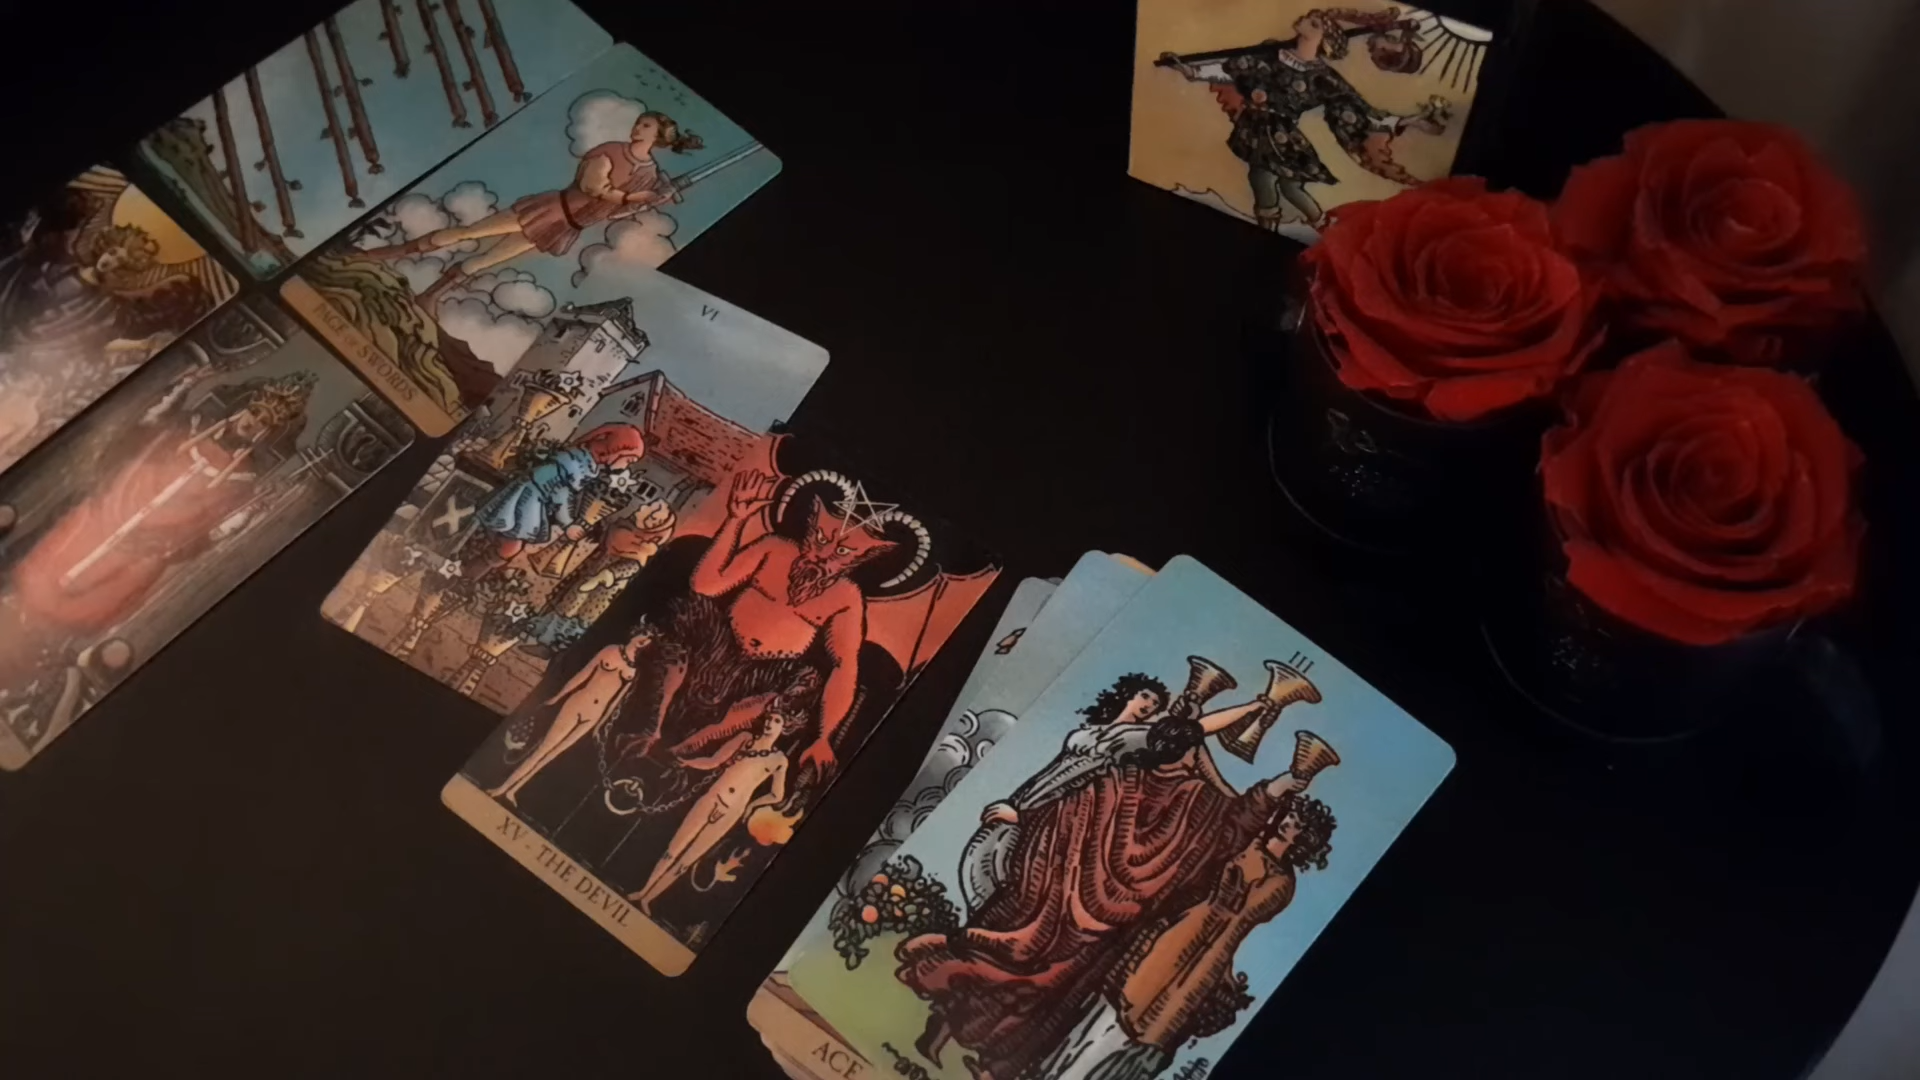 PAGE OF SWORDS
VI
XV - THE DEVIL
III
ACE